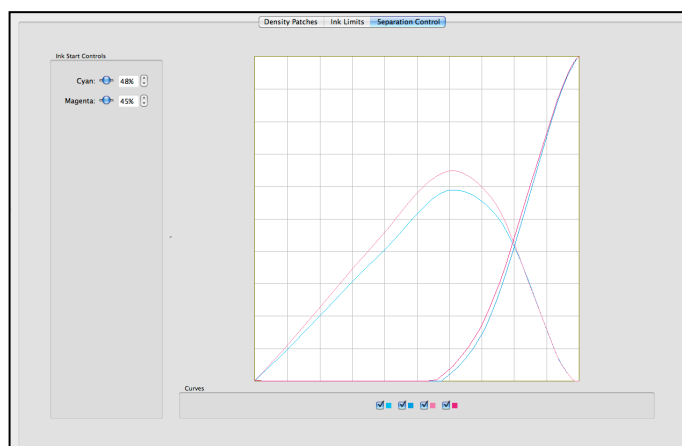 Density Patches Ink Limits Separation Control
Ink Start Controls
Cyan: 48%
Magenta: 45%
Curves